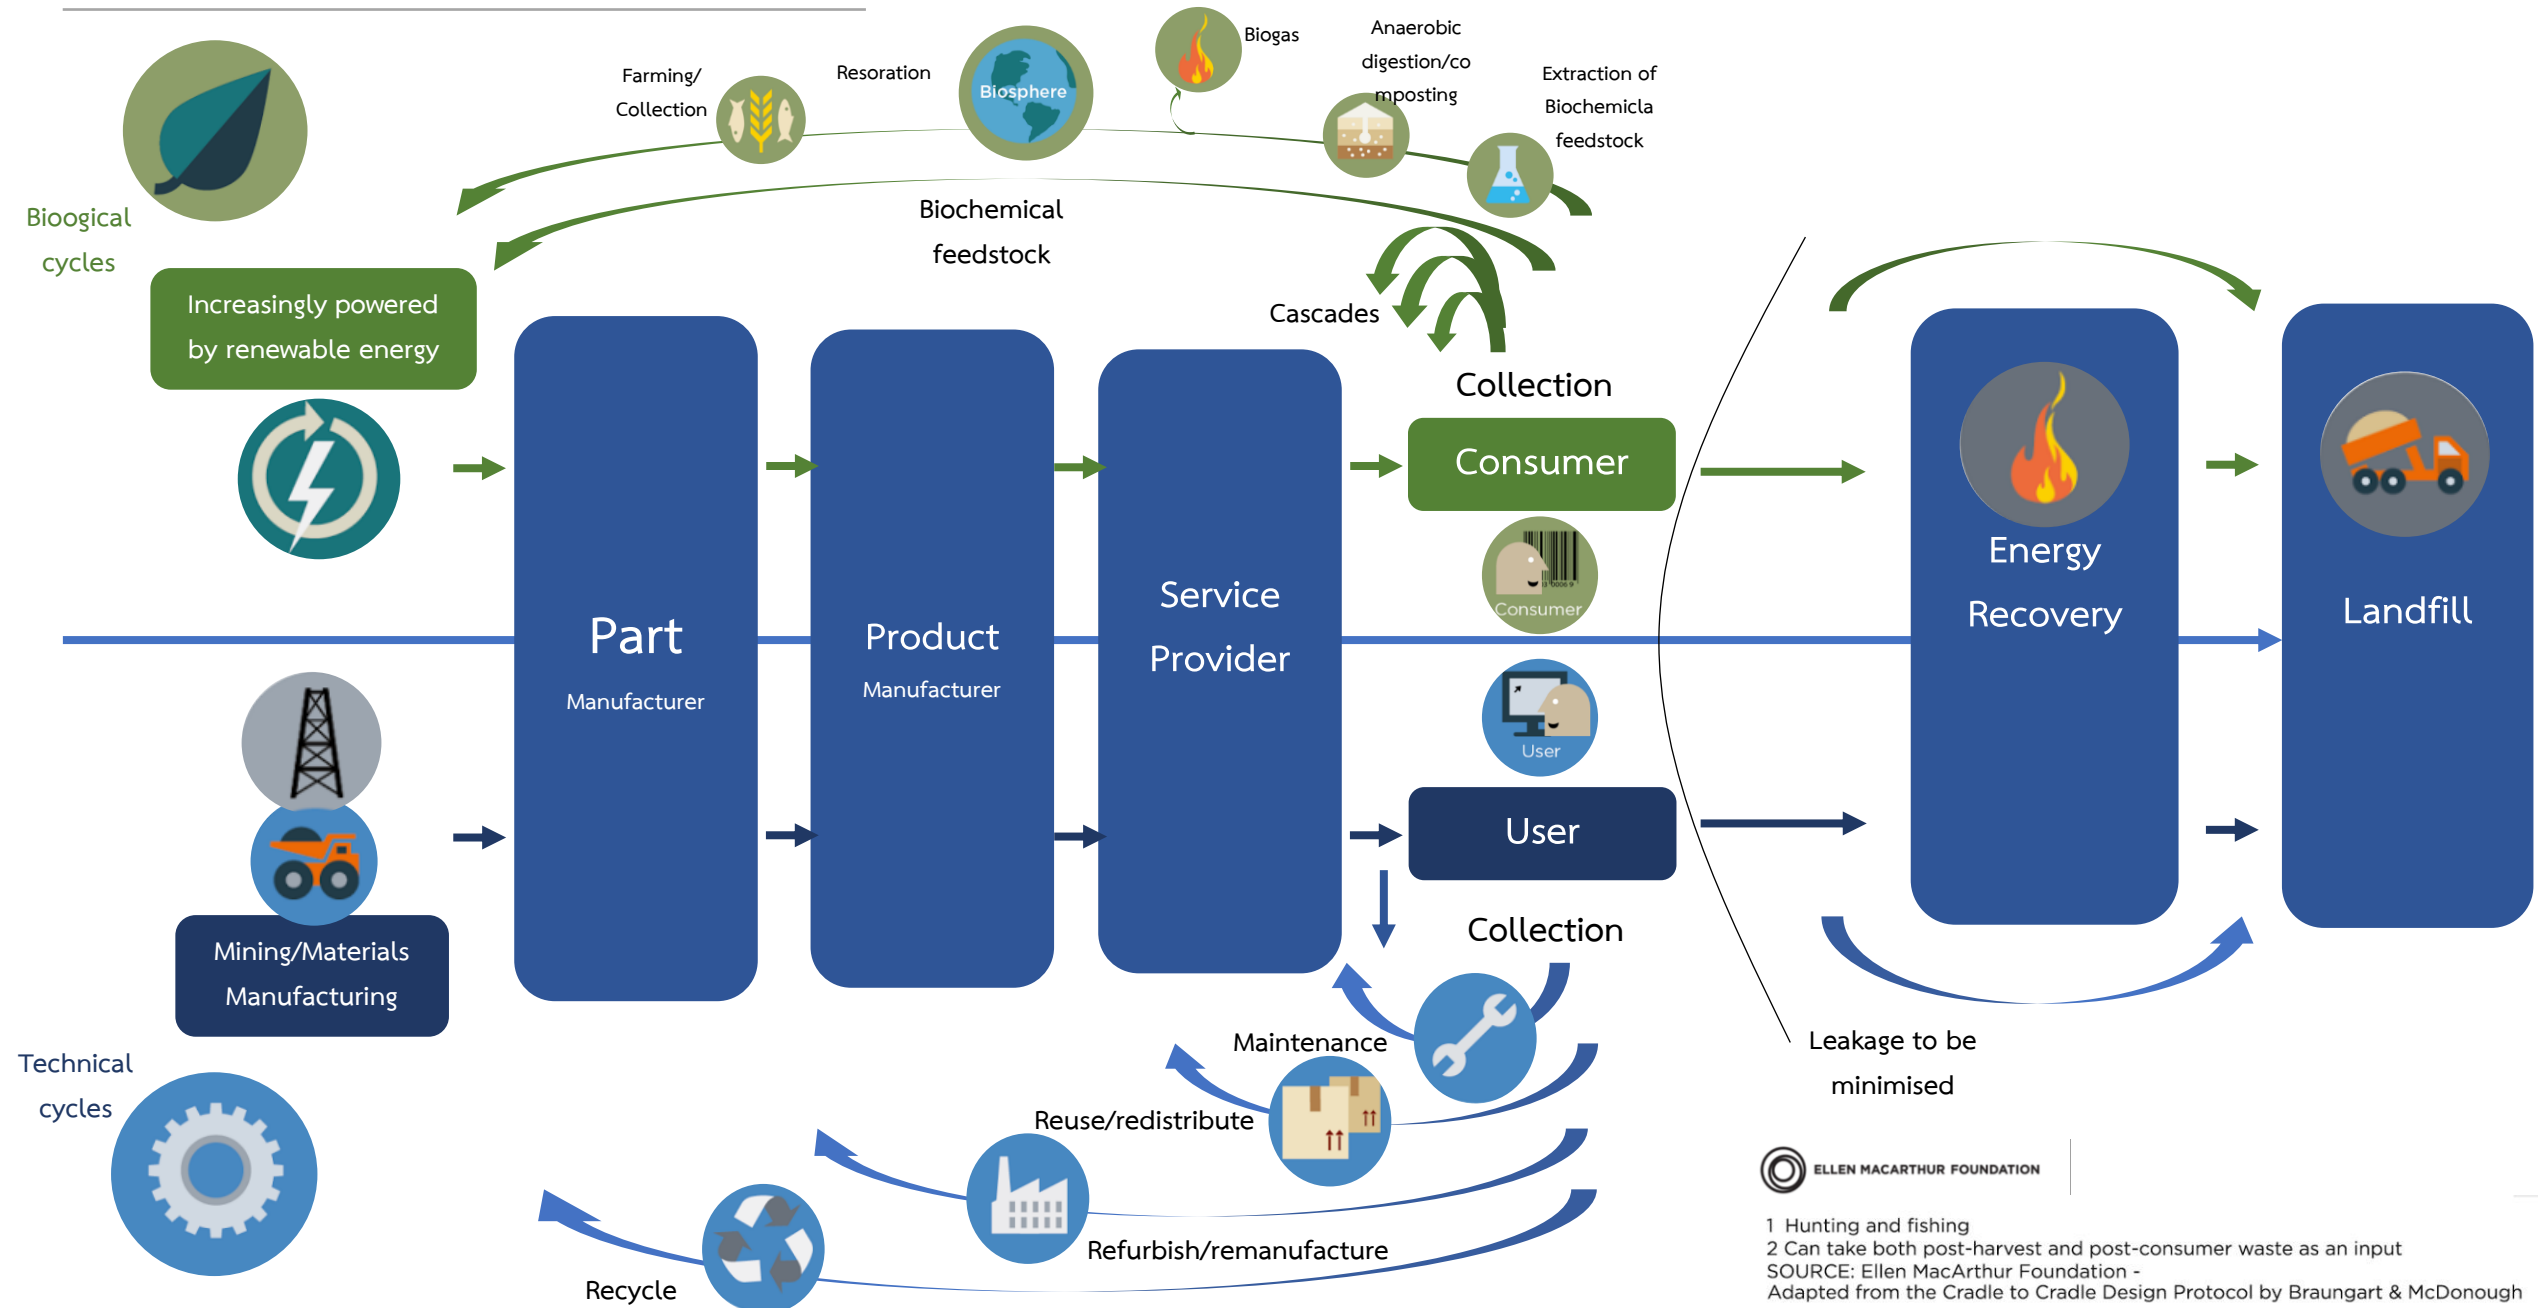 Biogas
Anaerobic
digestion/co
mposting
Farming/
Collection
Resoration
Biosphere
Extraction of
Biochemicla
feedstock
Bioogical
cycles
Biochemical
feedstock
Increasingly powered
by renewable energy
Cascades
Collection
Consumer
Consumer
Part
Manufacturer
Product
Manufacturer
Service
Provider
Energy
Recovery
Landfill
User
User
Collection
Mining/Materials
Manufacturing
Technical
cycles
Maintenance
Reuse/redistribute
Refurbish/remanufacture
Recycle
Leakage to be
minimised
ELLEN MACARTHUR FOUNDATION
1 Hunting and fishing
2 Can take both post-harvest and post-consumer waste as an input
SOURCE: Ellen MacArthur Foundation -
Adapted from the Cradle to Cradle Design Protocol by Braungart & McDonough